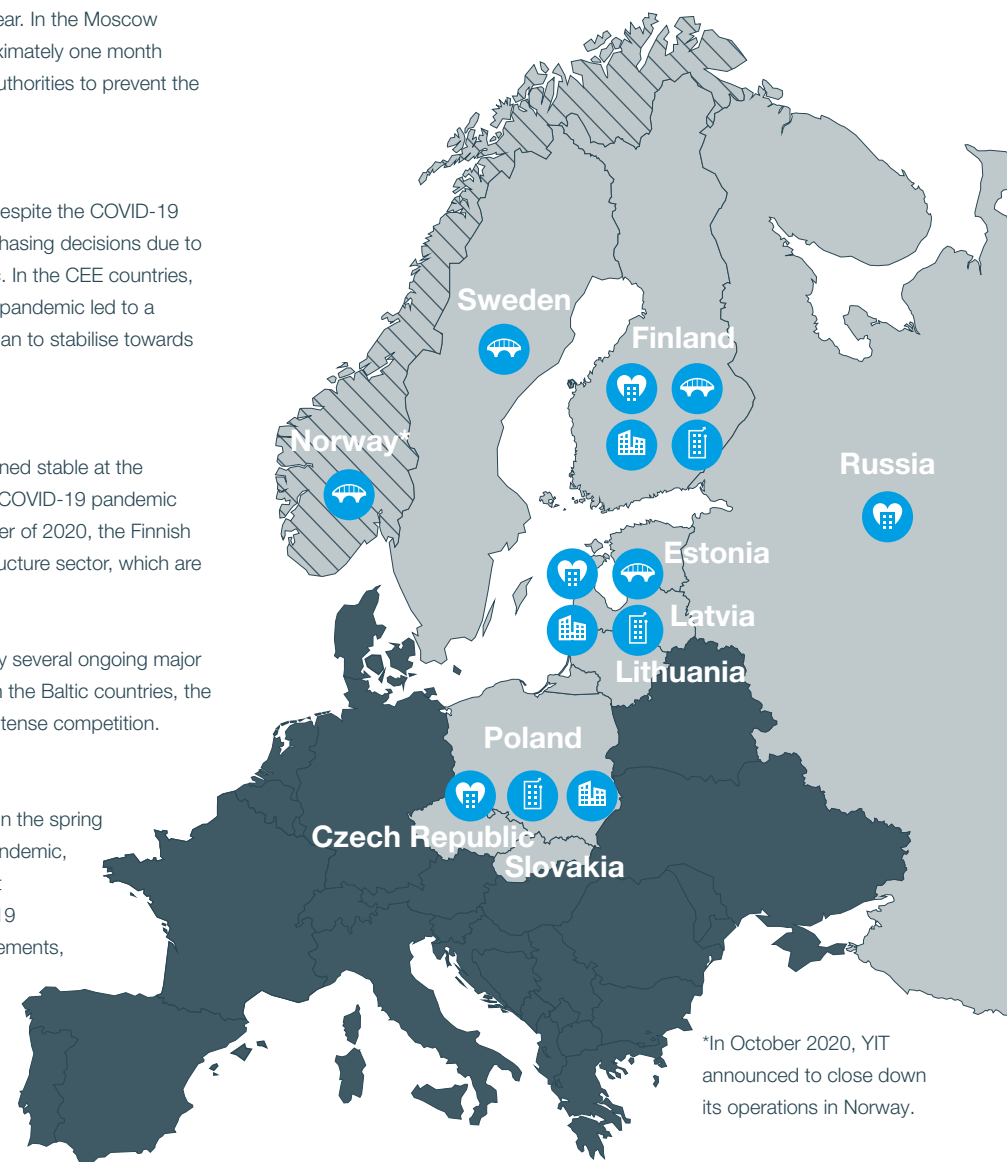 ear. In the Moscow
ximately one month
uthorities to prevent the
espite the COVID-19
hasing decisions due to
c. In the CEE countries,
pandemic led to a
an to stabilise towards
ned stable at the
COVID-19 pandemic
er of 2020, the Finnish
ucture sector, which are
y several ongoing major
n the Baltic countries, the
tense competition.
n the spring
ndemic,
t
19
ements,
Sweden
Finland
Norway*
Russia
Estonia
Latvia
Lithuania
Poland
Czech Republic
Slovakia
*In October 2020, YIT
announced to close down
its operations in Norway.